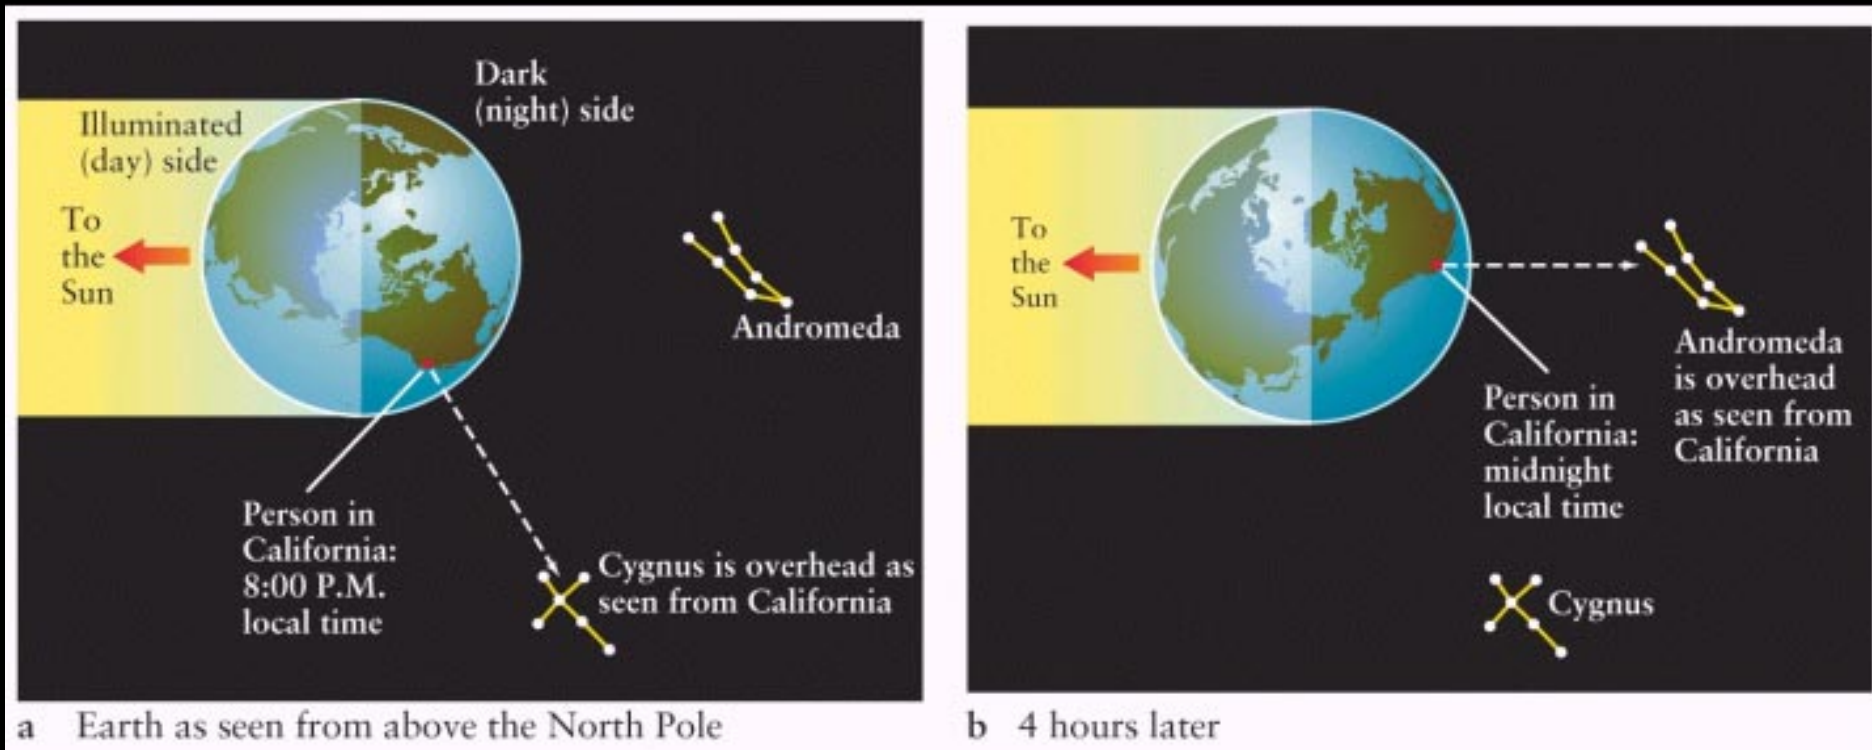 Dark
(night) side
Illuminated
(day) side
To
the
Sun
Andromeda
Person in
California:
8:00 P.M.
local time
Cygnus is overhead as
seen from California
a Earth as seen from above the North Pole
To
the
Sun
Andromeda
is overhead
as seen from
California
Person in
California:
midnight
local time
Cygnus
b 4 hours later